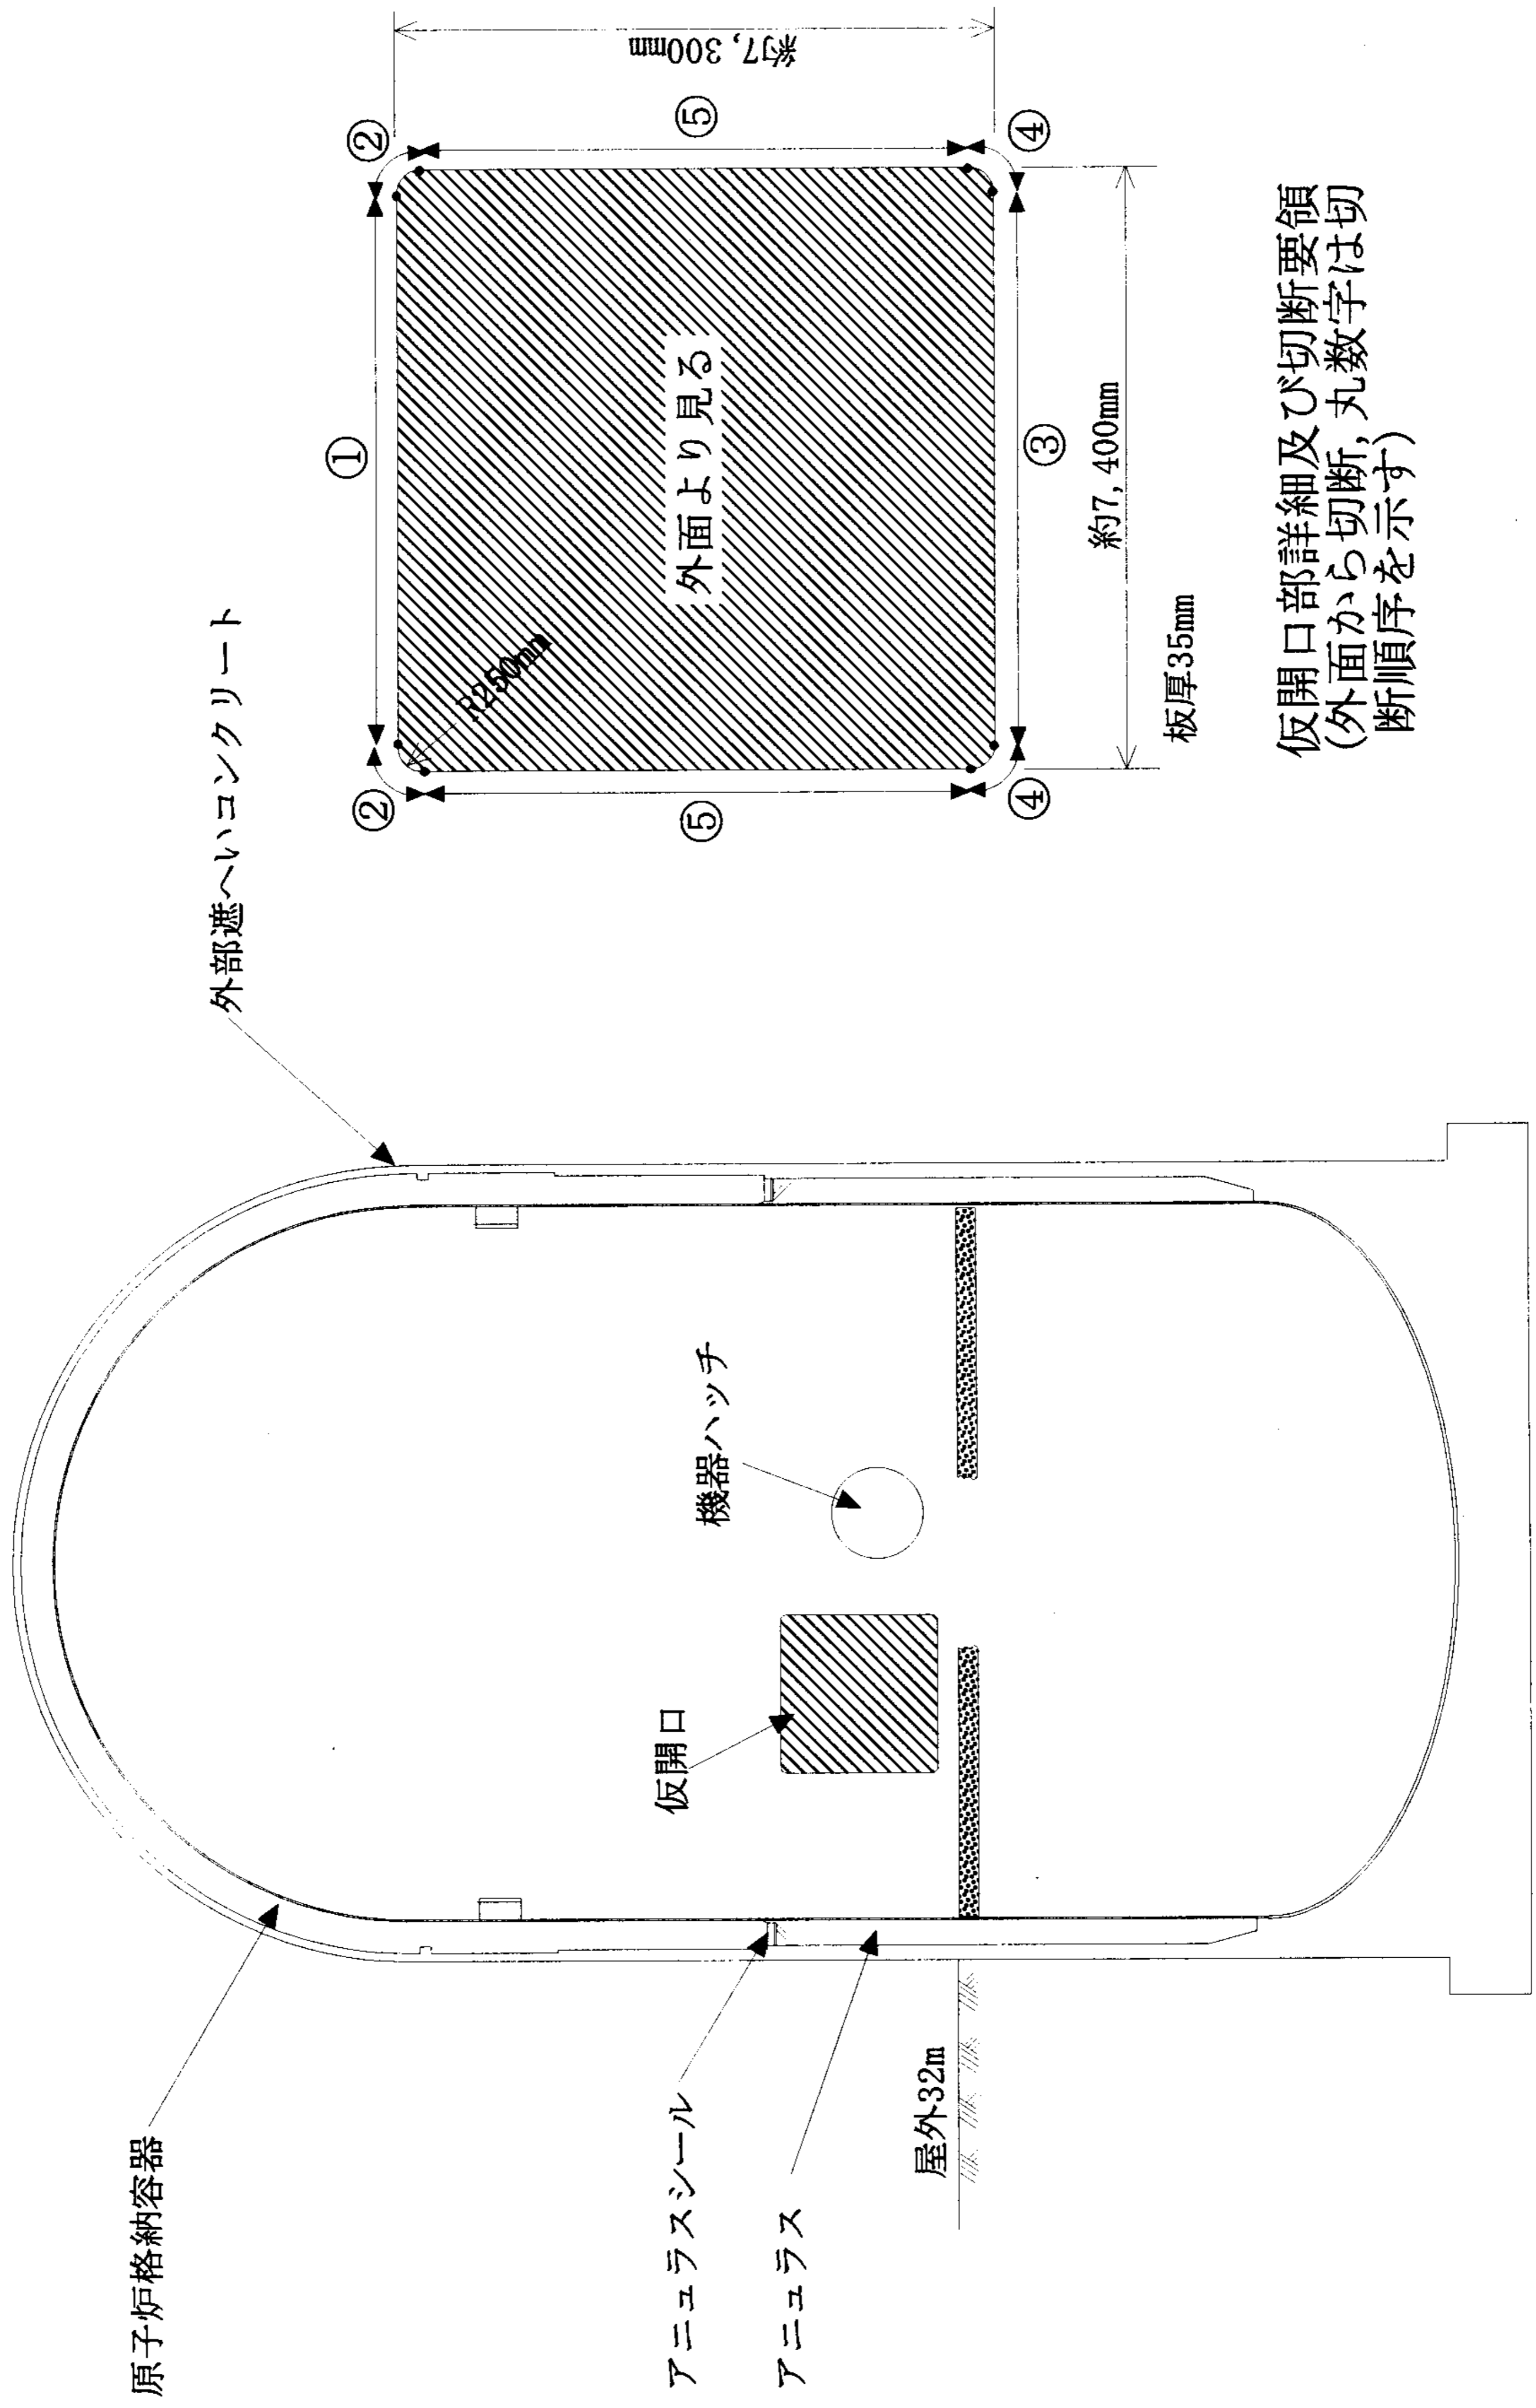 原子炉格納容器
外部遮へいコンクリート
アニュラスシール
アニュラス
屋外32m
仮開口
機器ハッチ
②
①
②
R250mm
外面より見る
⑤
⑤
約7,300mm
④
③
④
約7,400mm
板厚35mm
仮開口部詳細及び切断要領
(外面から切断,丸数字は切
断順序を示す)